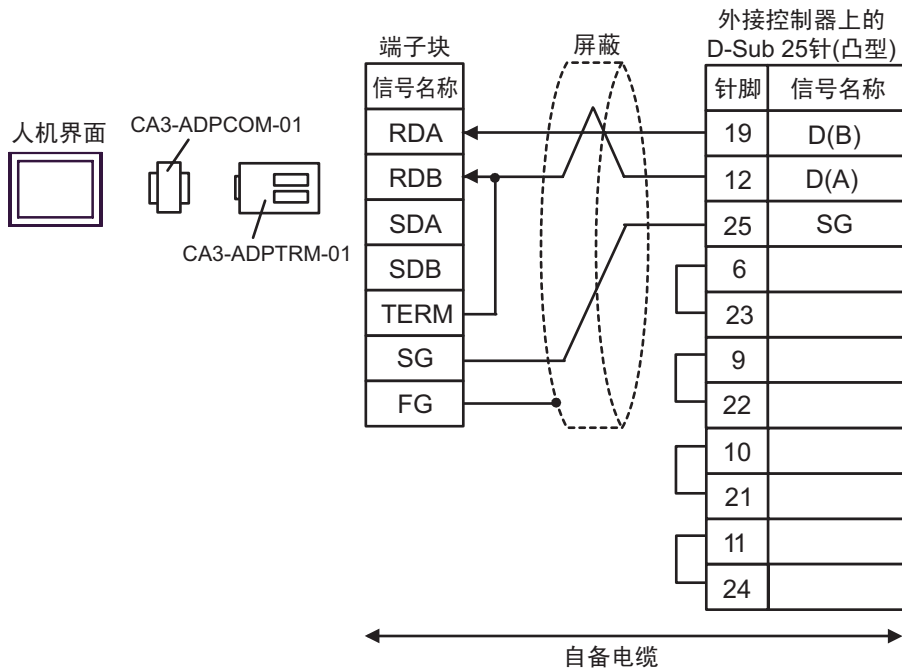 外接控制器上的
D-Sub 25针(凸型)
端子块
屏蔽
信号名称
针脚 信号名称
人机界面
CA3-ADPCOM-01
CA3-ADPTRM-01
RDA
19 D(B)
RDB
12 D(A)
SDA
25 SG
SDB
6
TERM
23
SG
9
FG
22
10
21
11
24
自备电缆